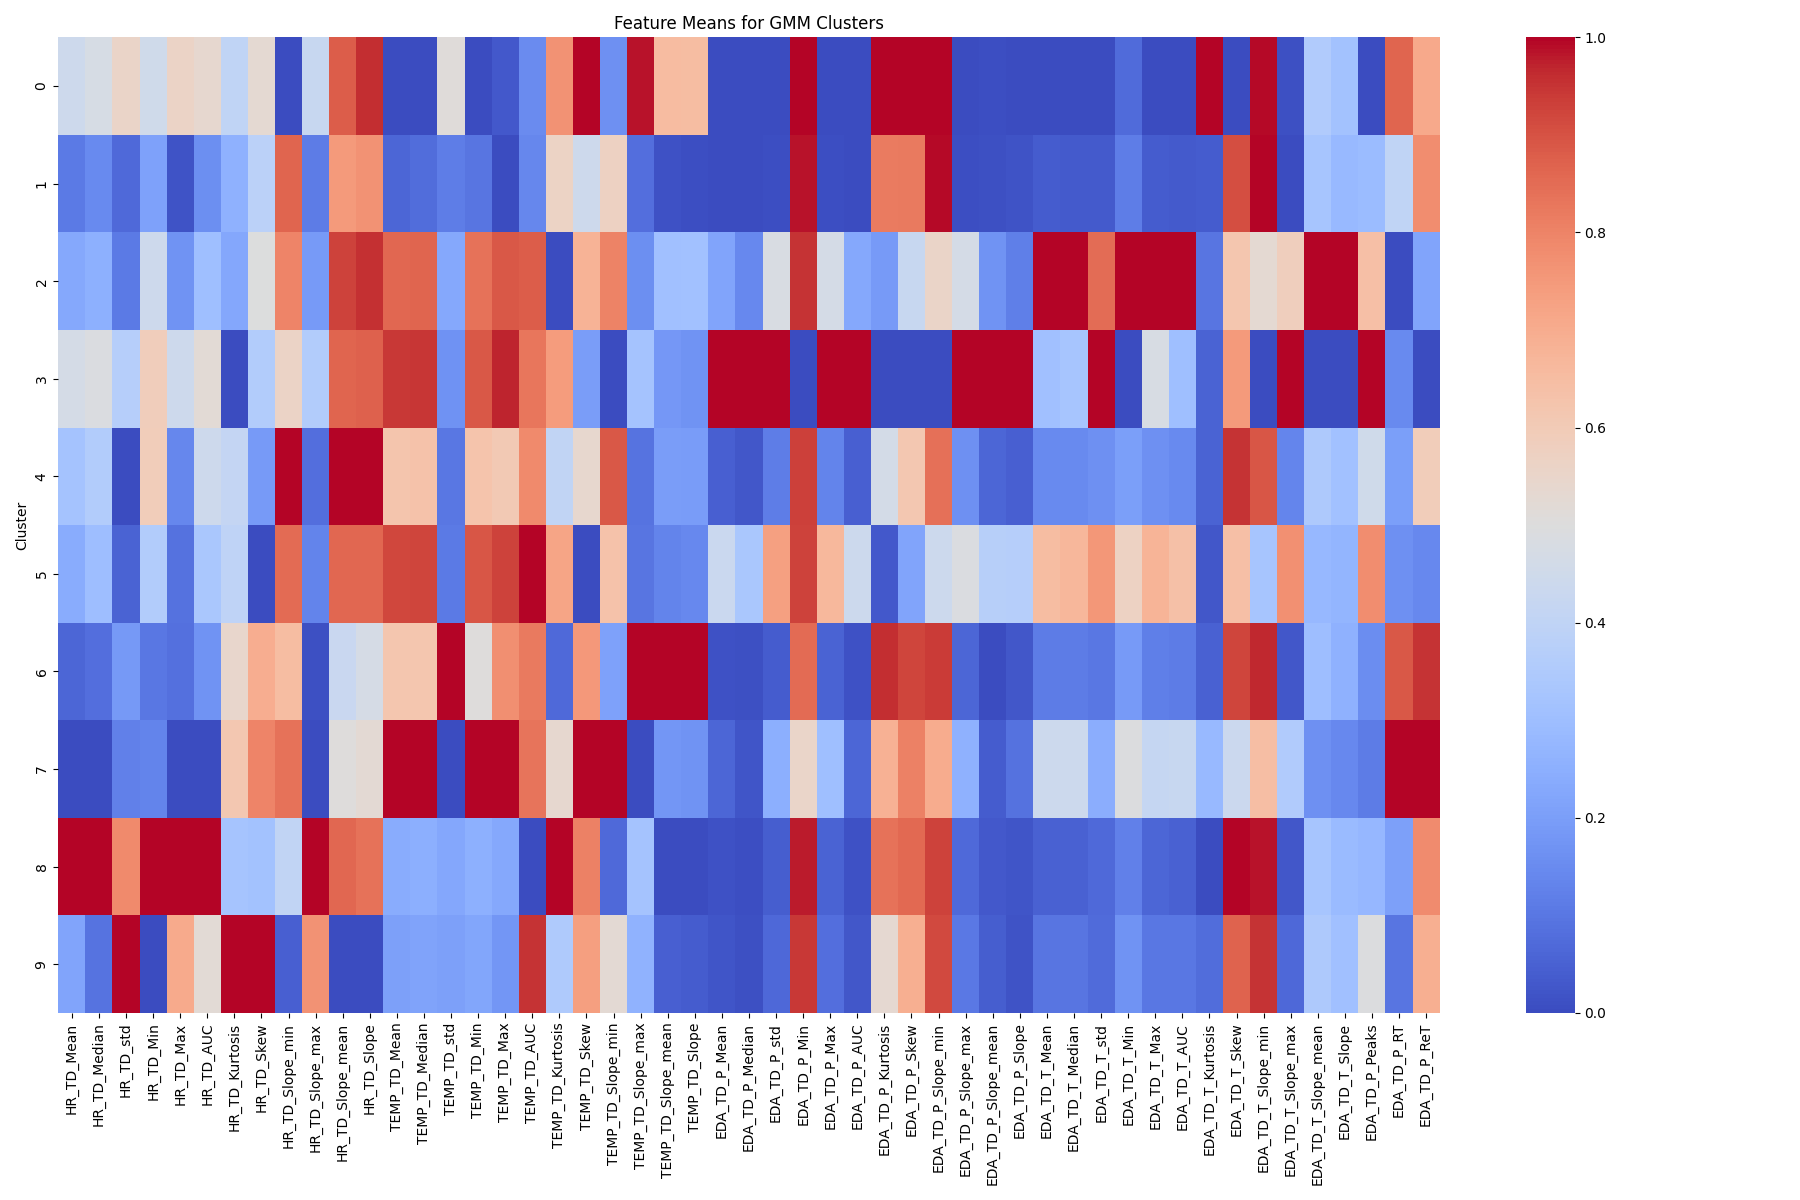 Feature Means for GMM Clusters
Cluster
0
1
2
3
4
5
6
7
8
9
HR_TD_Mean
HR_TD_Median
HR_TD_std
HR_TD_Min
HR_TD_Max
HR_TD_AUC
HR_TD_Kurtosis
HR_TD_Skew
HR_TD_Slope_min
HR_TD_Slope_max
HR_TD_Slope_mean
HR_TD_Slope
TEMP_TD_Mean
TEMP_TD_Median
TEMP_TD_std
TEMP_TD_Min
TEMP_TD_Max
TEMP_TD_AUC
TEMP_TD_Kurtosis
TEMP_TD_Skew
TEMP_TD_Slope_min
TEMP_TD_Slope_max
TEMP_TD_Slope_mean
TEMP_TD_Slope
EDA_TD_P_Mean
EDA_TD_P_Median
EDA_TD_P_std
EDA_TD_P_Min
EDA_TD_P_Max
EDA_TD_P_AUC
EDA_TD_P_Kurtosis
EDA_TD_P_Skew
EDA_TD_P_Slope_min
EDA_TD_P_Slope_max
EDA_TD_P_Slope_mean
EDA_TD_P_Slope
EDA_TD_T_Mean
EDA_TD_T_Median
EDA_TD_T_std
EDA_TD_T_Min
EDA_TD_T_Max
EDA_TD_T_AUC
EDA_TD_T_Kurtosis
EDA_TD_T_Skew
EDA_TD_T_Slope_min
EDA_TD_T_Slope_max
EDA_TD_T_Slope_mean
EDA_TD_T_Slope
EDA_TD_P_Peaks
EDA_TD_P_RT
EDA_TD_P_ReT
1.0
0.8
0.6
0.4
0.2
0.0